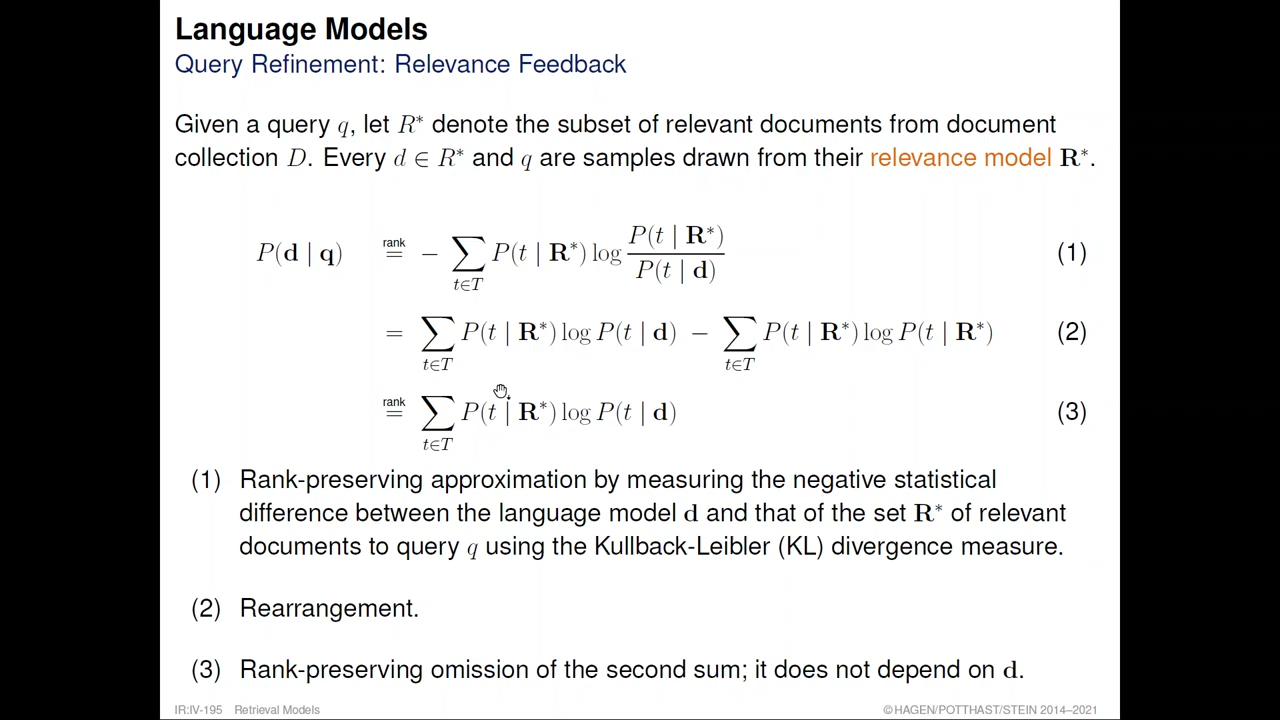 Language Models
Query Refinement: Relevance Feedback
Given a query q, let R* denote the subset of relevant documents from document
collection D. Every d ∈ R* and q are samples drawn from their relevance model R*.
P(d | q) rank= − ∑_{t∈T} P(t | R*) log P(t | R*) / P(t | d) (1)
= ∑_{t∈T} P(t | R*) log P(t | d) − ∑_{t∈T} P(t | R*) log P(t | R*) (2)
rank= ∑_{t∈T} P(t | R*) log P(t | d) (3)
(1) Rank-preserving approximation by measuring the negative statistical
difference between the language model d and that of the set R* of relevant
documents to query q using the Kullback-Leibler (KL) divergence measure.
(2) Rearrangement.
(3) Rank-preserving omission of the second sum; it does not depend on d.
IR:IV-195 Retrieval Models ©HAGEN/POTTHAST/STEIN 2014–2021